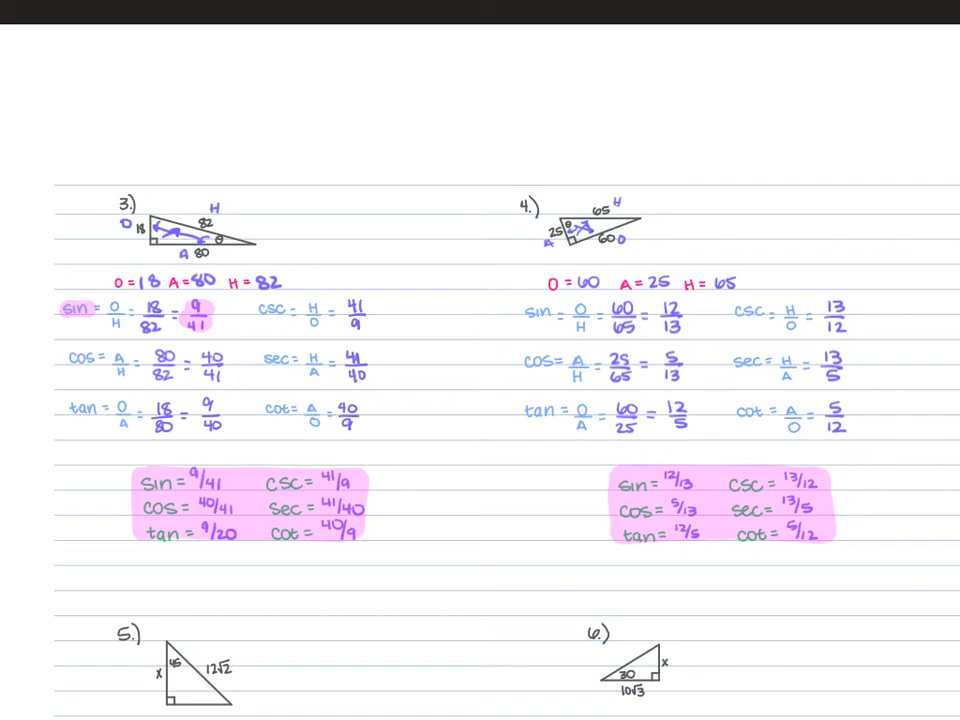 3.)
H
O 18
82
θ
A 80
O = 18 A = 80 H = 82
sin = O/H = 18/82 = 9/41 csc = H/O = 41/9
cos = A/H = 80/82 = 40/41 sec = H/A = 41/40
tan = O/A = 18/80 = 9/40 cot = A/O = 40/9
sin = 9/41 csc = 41/9
cos = 40/41 sec = 41/40
tan = 9/20 cot = 40/9
4.)
65 H
25 θ
A
60 O
O = 60 A = 25 H = 65
sin = O/H = 60/65 = 12/13 csc = H/O = 13/12
cos = A/H = 25/65 = 5/13 sec = H/A = 13/5
tan = O/A = 60/25 = 12/5 cot = A/O = 5/12
sin = 12/13 csc = 13/12
cos = 5/13 sec = 13/5
tan = 12/5 cot = 5/12
5.)
45
x
12√2
6.)
x
30
10√3